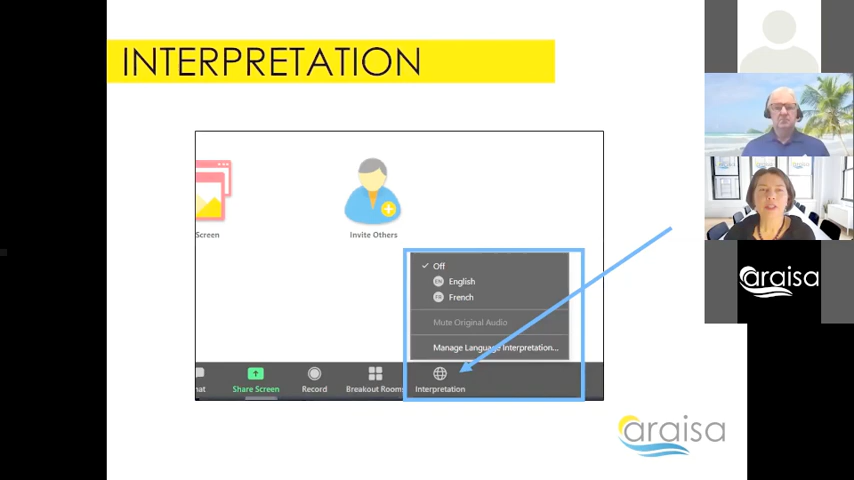 INTERPRETATION
Screen
Invite Others
Off
EN English
FR French
Mute Original Audio
Manage Language Interpretation...
hat
Share Screen
Record
Breakout Rooms
Interpretation
araisa
araisa